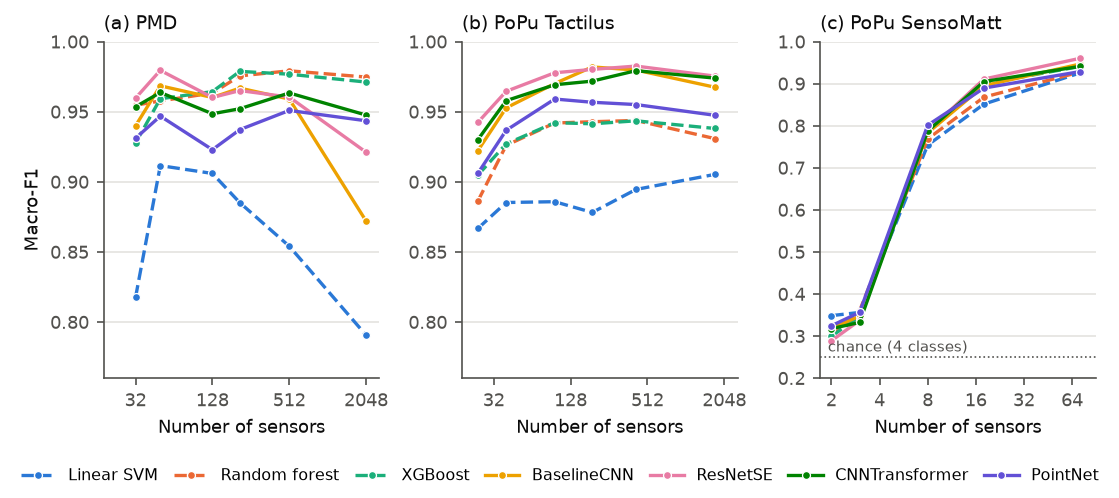 (a) PMD
(b) PoPu Tactilus
(c) PoPu SensoMatt
Macro-F1
1.00
0.95
0.90
0.85
0.80
32 128 512 2048
Number of sensors
1.00
0.95
0.90
0.85
0.80
32 128 512 2048
Number of sensors
1.0
0.9
0.8
0.7
0.6
0.5
0.4
0.3
0.2
chance (4 classes)
2 4 8 16 32 64
Number of sensors
Linear SVM Random forest XGBoost BaselineCNN ResNetSE CNNTransformer PointNet